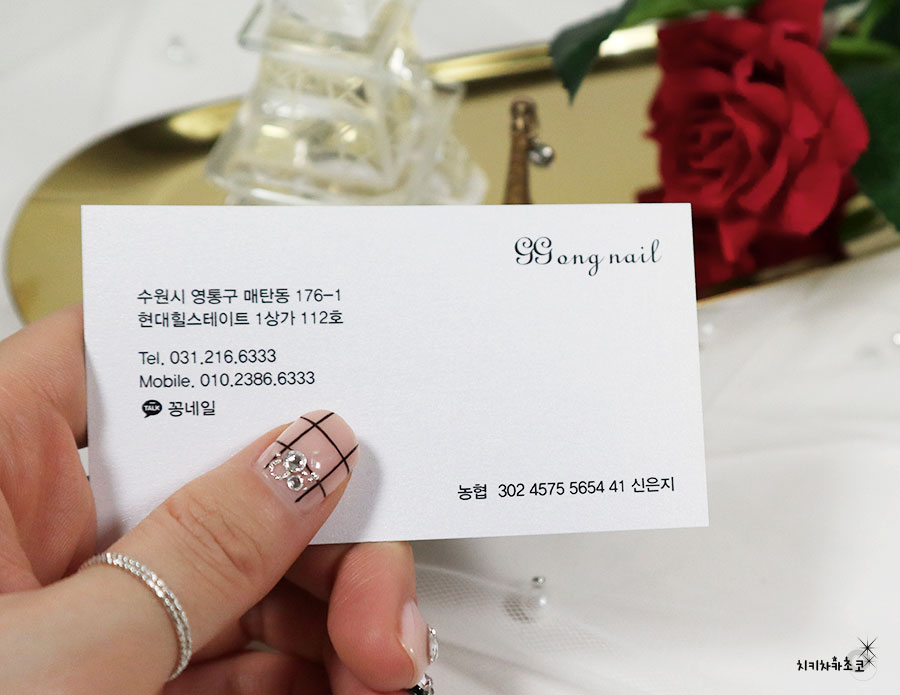 GGong nail
수원시 영통구 매탄동 176-1
현대힐스테이트 1상가 112호
Tel. 031.216.6333
Mobile. 010.2386.6333
TALK 꽁네일
농협 302 4575 5654 41 신은지
치키차카초코